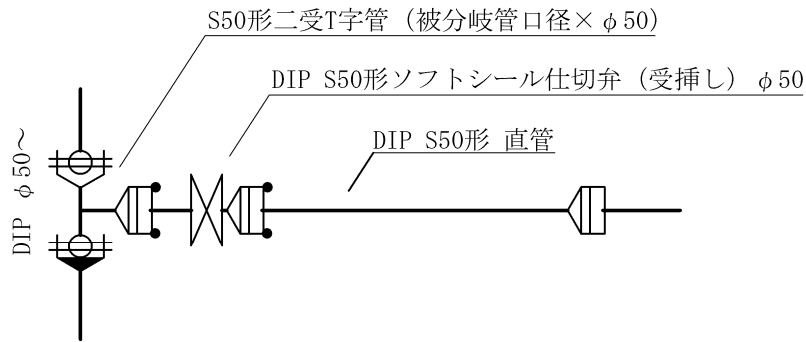 S50形二受T字管（被分岐管口径×φ50）
DIP S50形ソフトシール仕切弁（受挿し）φ50
DIP S50形 直管
DIP φ50～